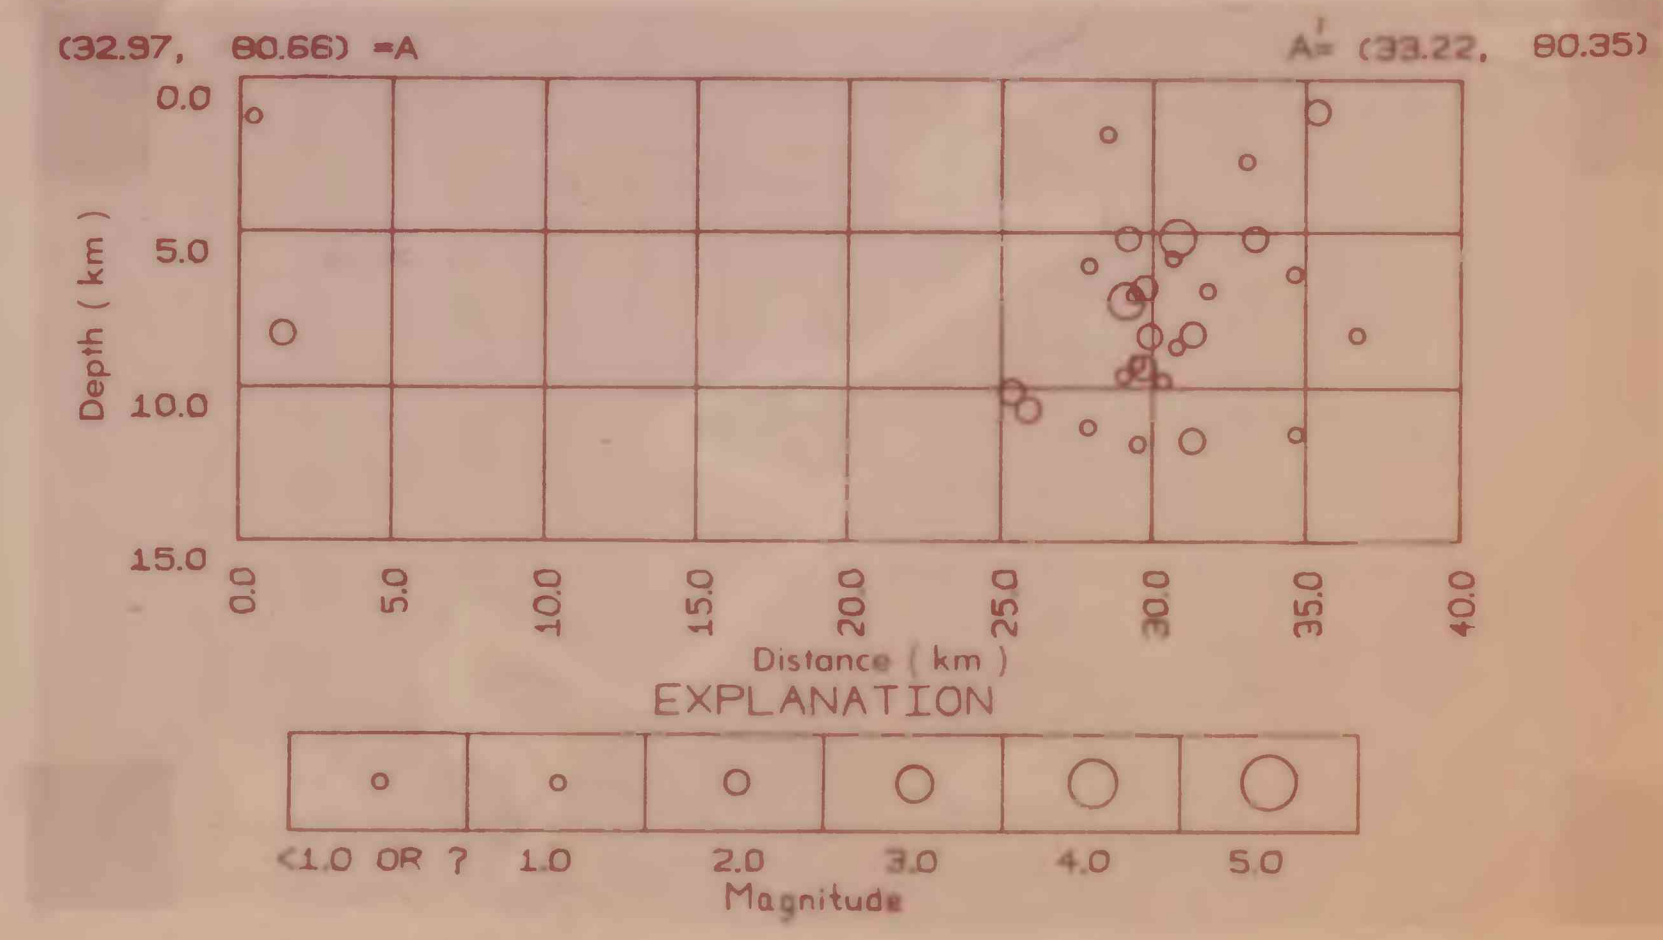 (32.97, 80.66) =A
A'= (33.22, 80.35)
0.0
5.0
10.0
15.0
Depth ( km )
0.0 5.0 10.0 15.0 20.0 25.0 30.0 35.0 40.0
Distance ( km )
EXPLANATION
<1.0 OR ? 1.0 2.0 3.0 4.0 5.0
Magnitude